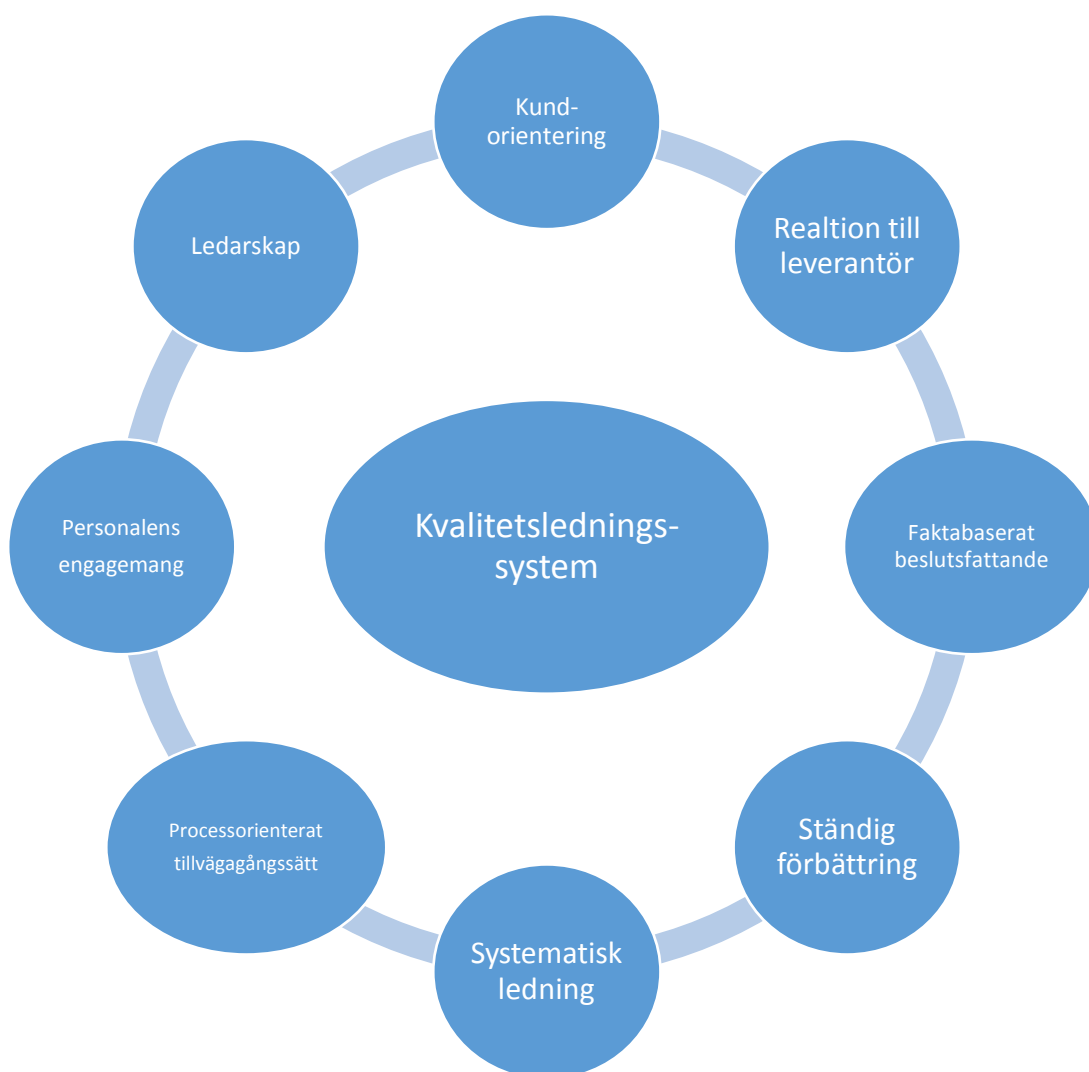 Kund-
orientering
Realtion till
leverantör
Faktabaserat
beslutsfattande
Ständig
förbättring
Systematisk
ledning
Processorienterat
tillvägagångssätt
Personalens
engagemang
Ledarskap
Kvalitetslednings-
system